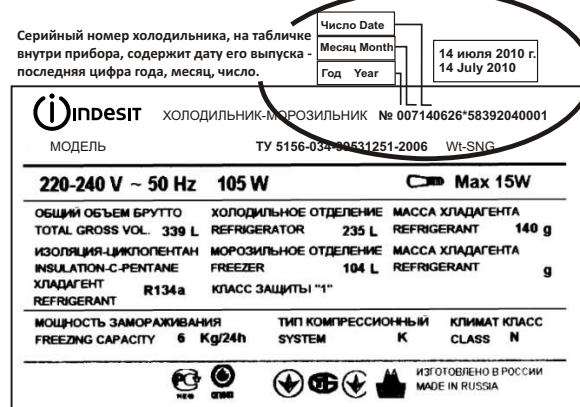 Серийный номер холодильника, на табличке
внутри прибора, содержит дату его выпуска -
последняя цифра года, месяц, число.
Число Date
Месяц Month
Год Year
14 июля 2010 г.
14 July 2010
INDESIT ХОЛОДИЛЬНИК-МОРОЗИЛЬНИК № 007140626*58392040001
МОДЕЛЬ ТУ 5156-034-39531251-2006 Wt-SNG
220-240 V ~ 50 Hz 105 W Max 15W
ОБЩИЙ ОБЪЕМ БРУТТО ХОЛОДИЛЬНОЕ ОТДЕЛЕНИЕ МАССА ХЛАДАГЕНТА
TOTAL GROSS VOL. 339 L REFRIGERATOR 235 L REFRIGERANT 140 g
ИЗОЛЯЦИЯ-ЦИКЛОПЕНТАН МОРОЗИЛЬНОЕ ОТДЕЛЕНИЕ МАССА ХЛАДАГЕНТА
INSULATION-C-PENTANE FREEZER 104 L REFRIGERANT g
ХЛАДАГЕНТ R134a КЛАСС ЗАЩИТЫ "1"
REFRIGERANT
МОЩНОСТЬ ЗАМОРАЖИВАНИЯ ТИП КОМПРЕССИОННЫЙ КЛИМАТ КЛАСС
FREEZING CAPACITY 6 Kg/24h SYSTEM K CLASS N
ИЗГОТОВЛЕНО В РОССИИ
MADE IN RUSSIA